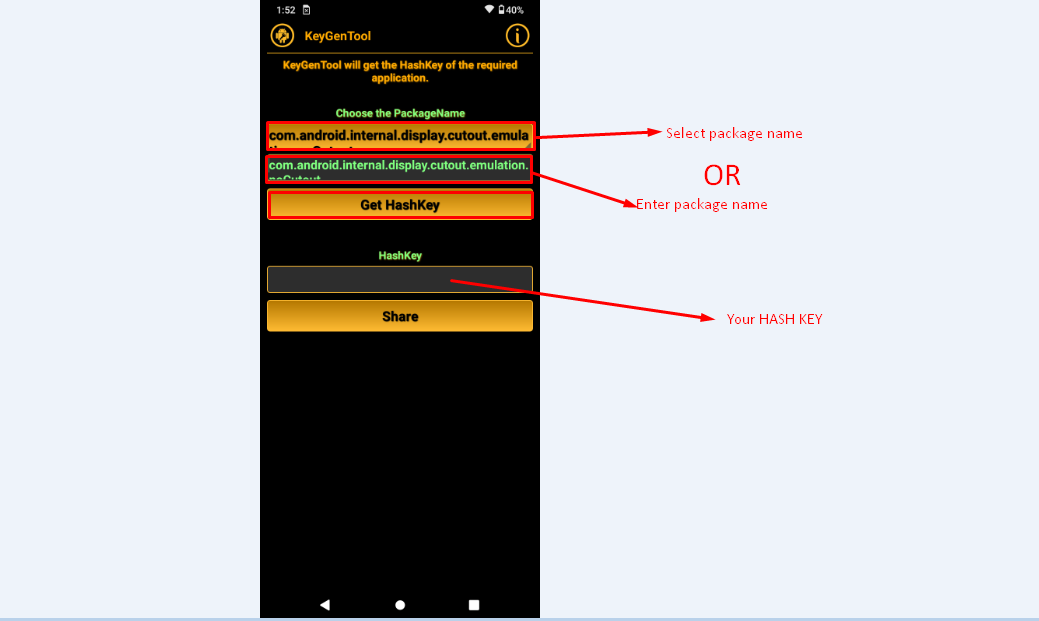 1:52
40%
KeyGenTool
KeyGenTool will get the HashKey of the required
application.
Choose the PackageName
com.android.internal.display.cutout.emula
com.android.internal.display.cutout.emulation.
noCutout
Get HashKey
HashKey
Share
Select package name
OR
Enter package name
Your HASH KEY